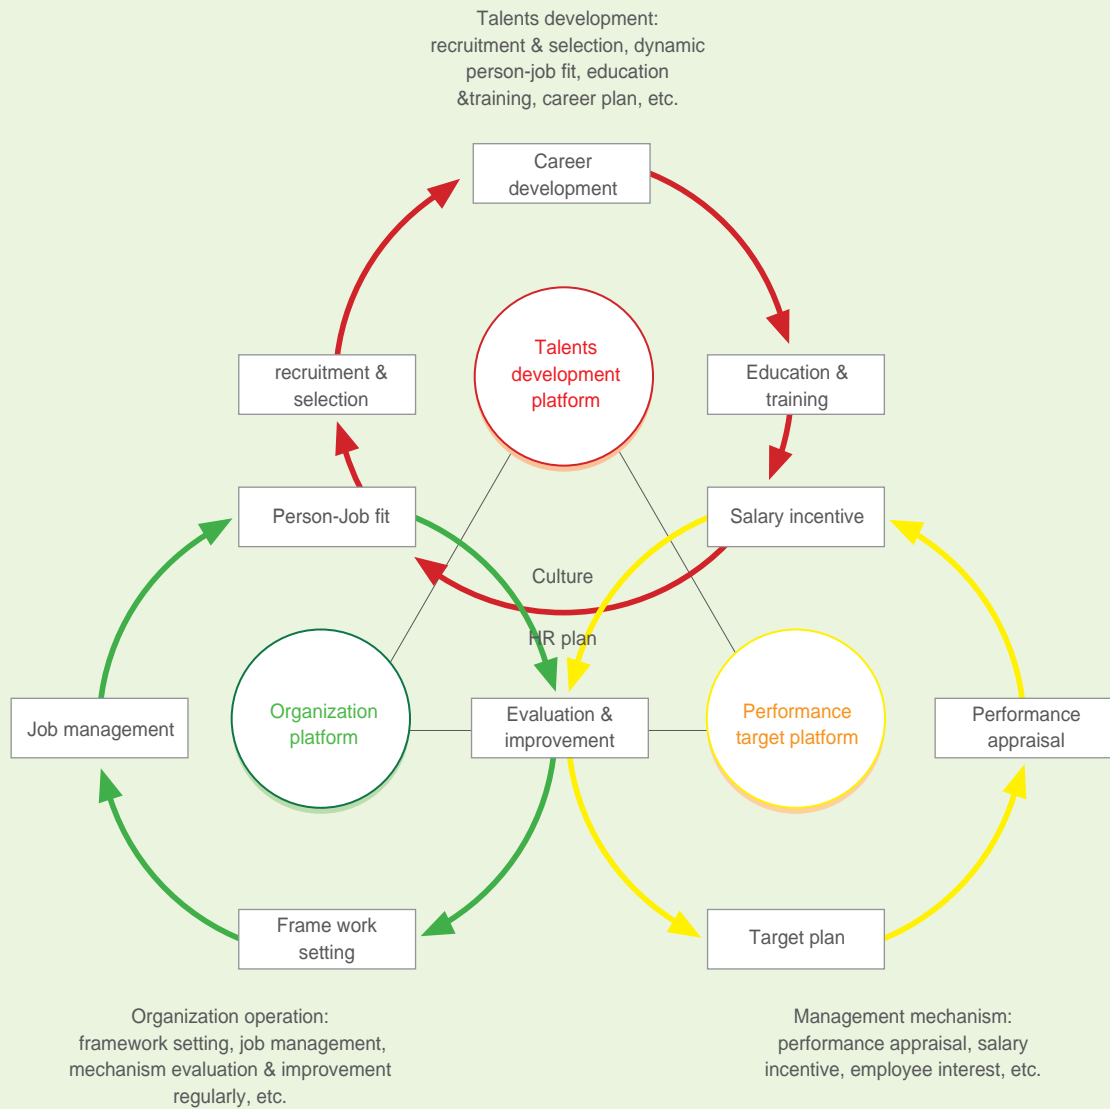 Talents development:
recruitment & selection, dynamic
person-job fit, education
&training, career plan, etc.
Career
development
Talents
development
platform
recruitment &
selection
Education &
training
Person-Job fit
Salary incentive
Culture
HR plan
Organization
platform
Evaluation &
improvement
Performance
target platform
Job management
Performance
appraisal
Frame work
setting
Target plan
Organization operation:
framework setting, job management,
mechanism evaluation & improvement
regularly, etc.
Management mechanism:
performance appraisal, salary
incentive, employee interest, etc.